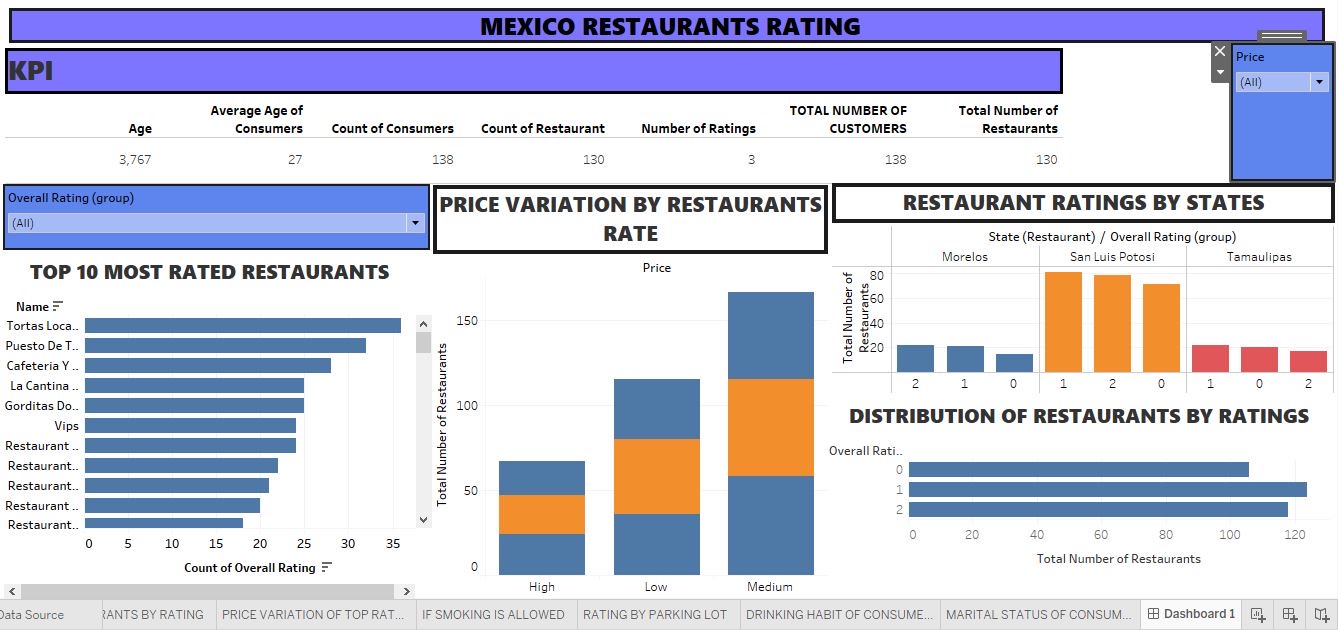 MEXICO RESTAURANTS RATING
KPI
Price
(All)
Age
Average Age of
Consumers
Count of Consumers
Count of Restaurant
Number of Ratings
TOTAL NUMBER OF
CUSTOMERS
Total Number of
Restaurants
3,767
27
138
130
3
138
130
Overall Rating (group)
(All)
TOP 10 MOST RATED RESTAURANTS
Name
Tortas Loca..
Puesto De T..
Cafeteria Y ..
La Cantina ..
Gorditas Do..
Vips
Restaurant ..
Restaurant..
Restaurant..
Restaurant ..
Restaurant..
0 5 10 15 20 25 30 35
Count of Overall Rating
PRICE VARIATION BY RESTAURANTS
RATE
Price
Total Number of Restaurants
150
100
50
0
High Low Medium
RESTAURANT RATINGS BY STATES
State (Restaurant) / Overall Rating (group)
Morelos San Luis Potosi Tamaulipas
Total Number of
Restaurants
80
60
40
20
2 1 0 1 2 0 1 0 2
DISTRIBUTION OF RESTAURANTS BY RATINGS
Overall Rati..
0
1
2
0 20 40 60 80 100 120
Total Number of Restaurants
Data Source
RANTS BY RATING
PRICE VARIATION OF TOP RAT...
IF SMOKING IS ALLOWED
RATING BY PARKING LOT
DRINKING HABIT OF CONSUME...
MARITAL STATUS OF CONSUM...
Dashboard 1